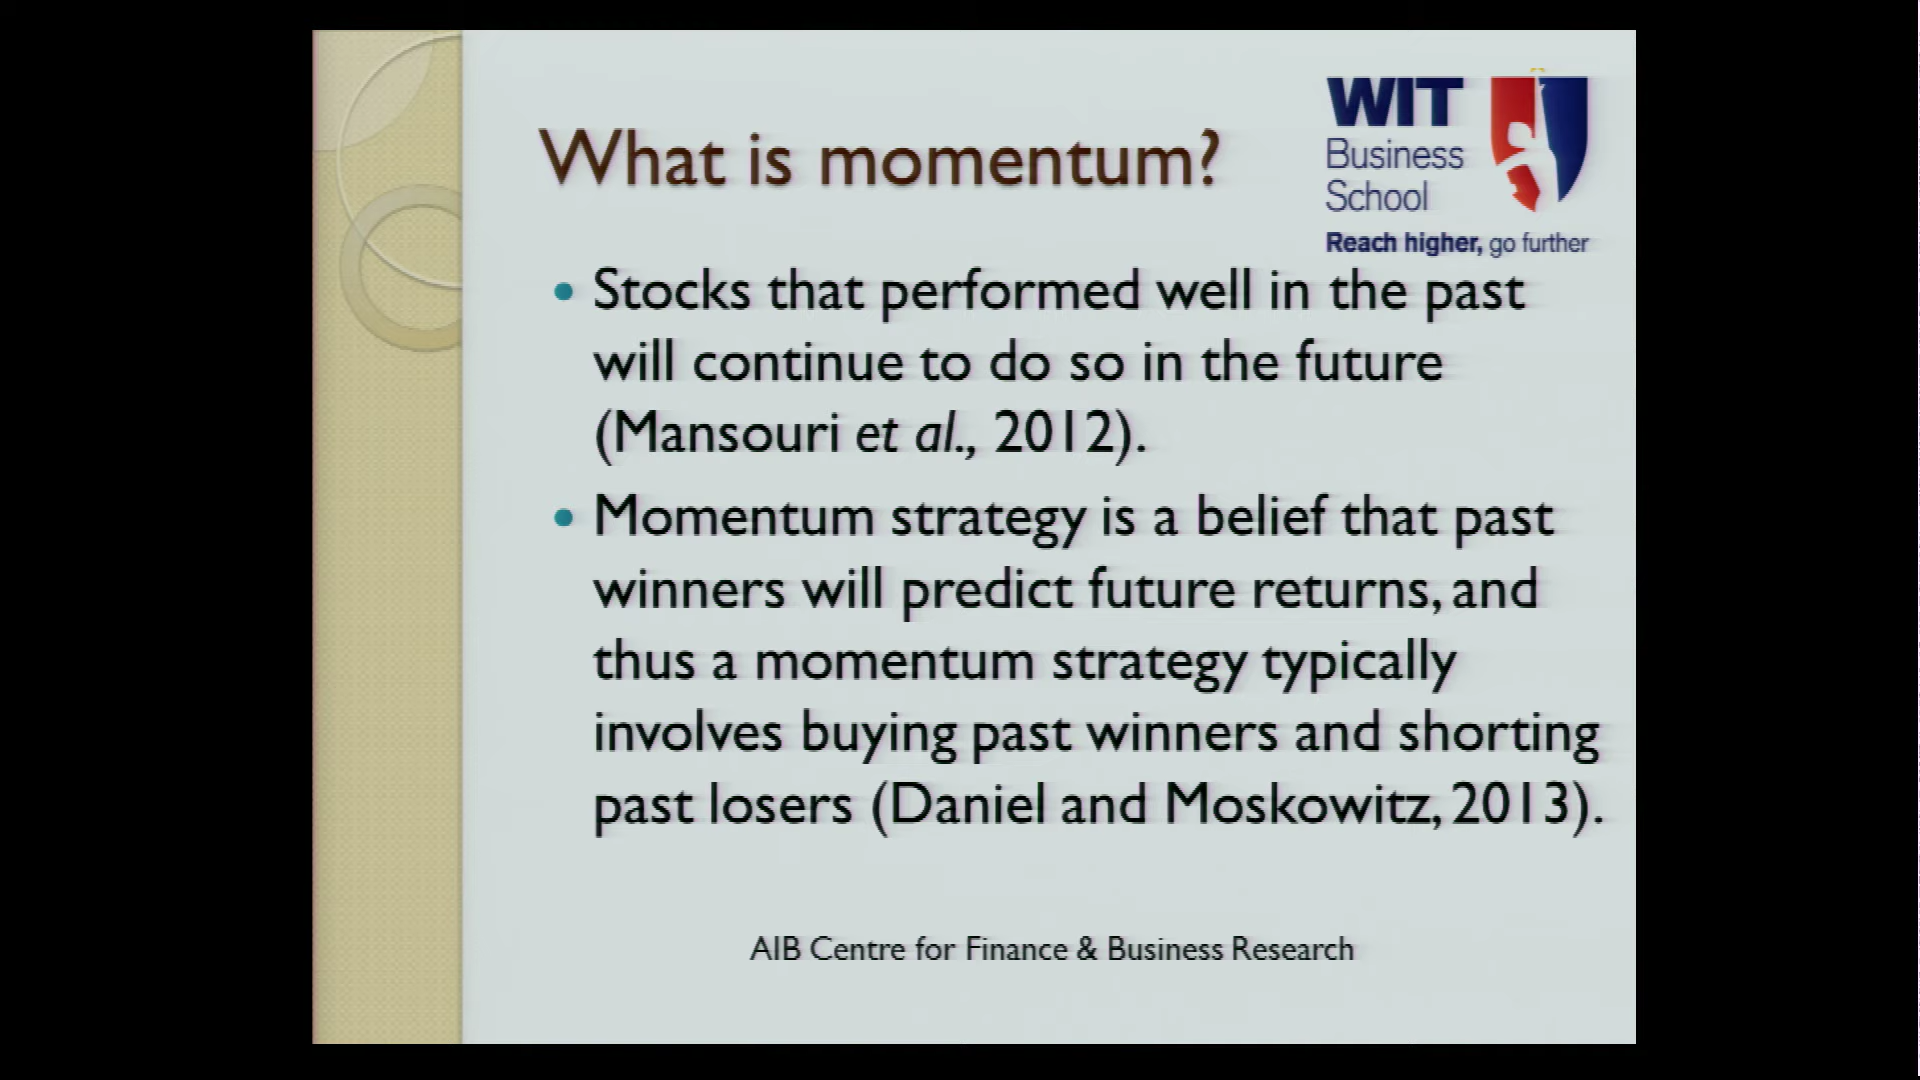 What is momentum?
WIT
Business
School
Reach higher, go further
• Stocks that performed well in the past
will continue to do so in the future
(Mansouri et al., 2012).
• Momentum strategy is a belief that past
winners will predict future returns, and
thus a momentum strategy typically
involves buying past winners and shorting
past losers (Daniel and Moskowitz, 2013).
AIB Centre for Finance & Business Research